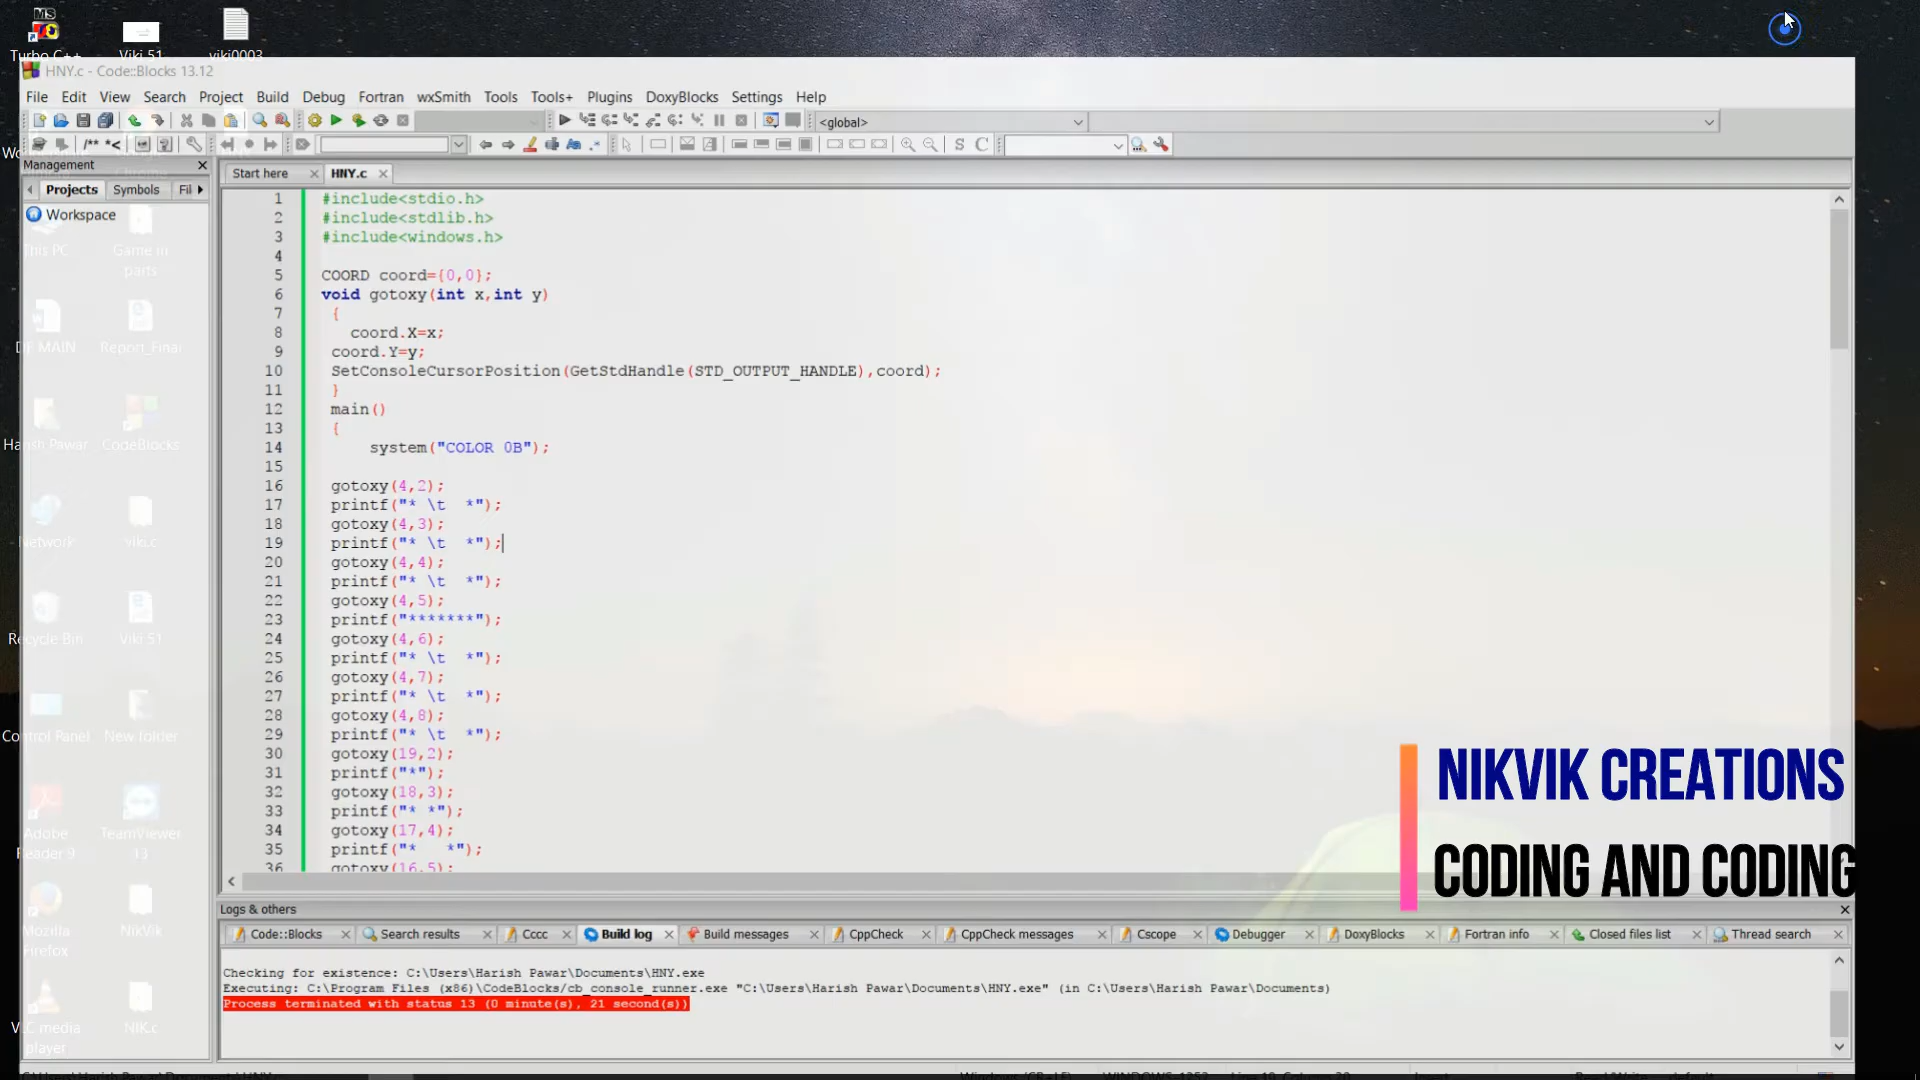 MS
Turbo C++
Viki 51
viki0003
HNY.c - Code::Blocks 13.12
File Edit View Search Project Build Debug Fortran wxSmith Tools Tools+ Plugins DoxyBlocks Settings Help
<global>
/** *<
S C
Management
Projects Symbols Fil
Workspace
Start here HNY.c
1 #include<stdio.h>
2 #include<stdlib.h>
3 #include<windows.h>
4
5 COORD coord={0,0};
6 void gotoxy(int x,int y)
7 {
8 coord.X=x;
9 coord.Y=y;
10 SetConsoleCursorPosition(GetStdHandle(STD_OUTPUT_HANDLE),coord);
11 }
12 main()
13 {
14 system("COLOR 0B");
15
16 gotoxy(4,2);
17 printf("* \t  *");
18 gotoxy(4,3);
19 printf("* \t  *");
20 gotoxy(4,4);
21 printf("* \t  *");
22 gotoxy(4,5);
23 printf("*******");
24 gotoxy(4,6);
25 printf("* \t  *");
26 gotoxy(4,7);
27 printf("* \t  *");
28 gotoxy(4,8);
29 printf("* \t  *");
30 gotoxy(19,2);
31 printf("*");
32 gotoxy(18,3);
33 printf("* *");
34 gotoxy(17,4);
35 printf("*   *");
36 gotoxy(16,5);
This PC
Game in parts
MAIN
Report_Final
Harish Pawar
CodeBlocks
Network
viki.c
Recycle Bin
Viki 51
Control Panel
New folder
Adobe Reader 9
TeamViewer 13
Mozilla Firefox
NikVik
VLC media player
NIK.c
NIKVIK CREATIONS
CODING AND CODING
Logs & others
Code::Blocks Search results Cccc Build log Build messages CppCheck CppCheck messages Cscope Debugger DoxyBlocks Fortran info Closed files list Thread search
Checking for existence: C:\Users\Harish Pawar\Documents\HNY.exe
Executing: C:\Program Files (x86)\CodeBlocks/cb_console_runner.exe "C:\Users\Harish Pawar\Documents\HNY.exe" (in C:\Users\Harish Pawar\Documents)
Process terminated with status 13 (0 minute(s), 21 second(s))